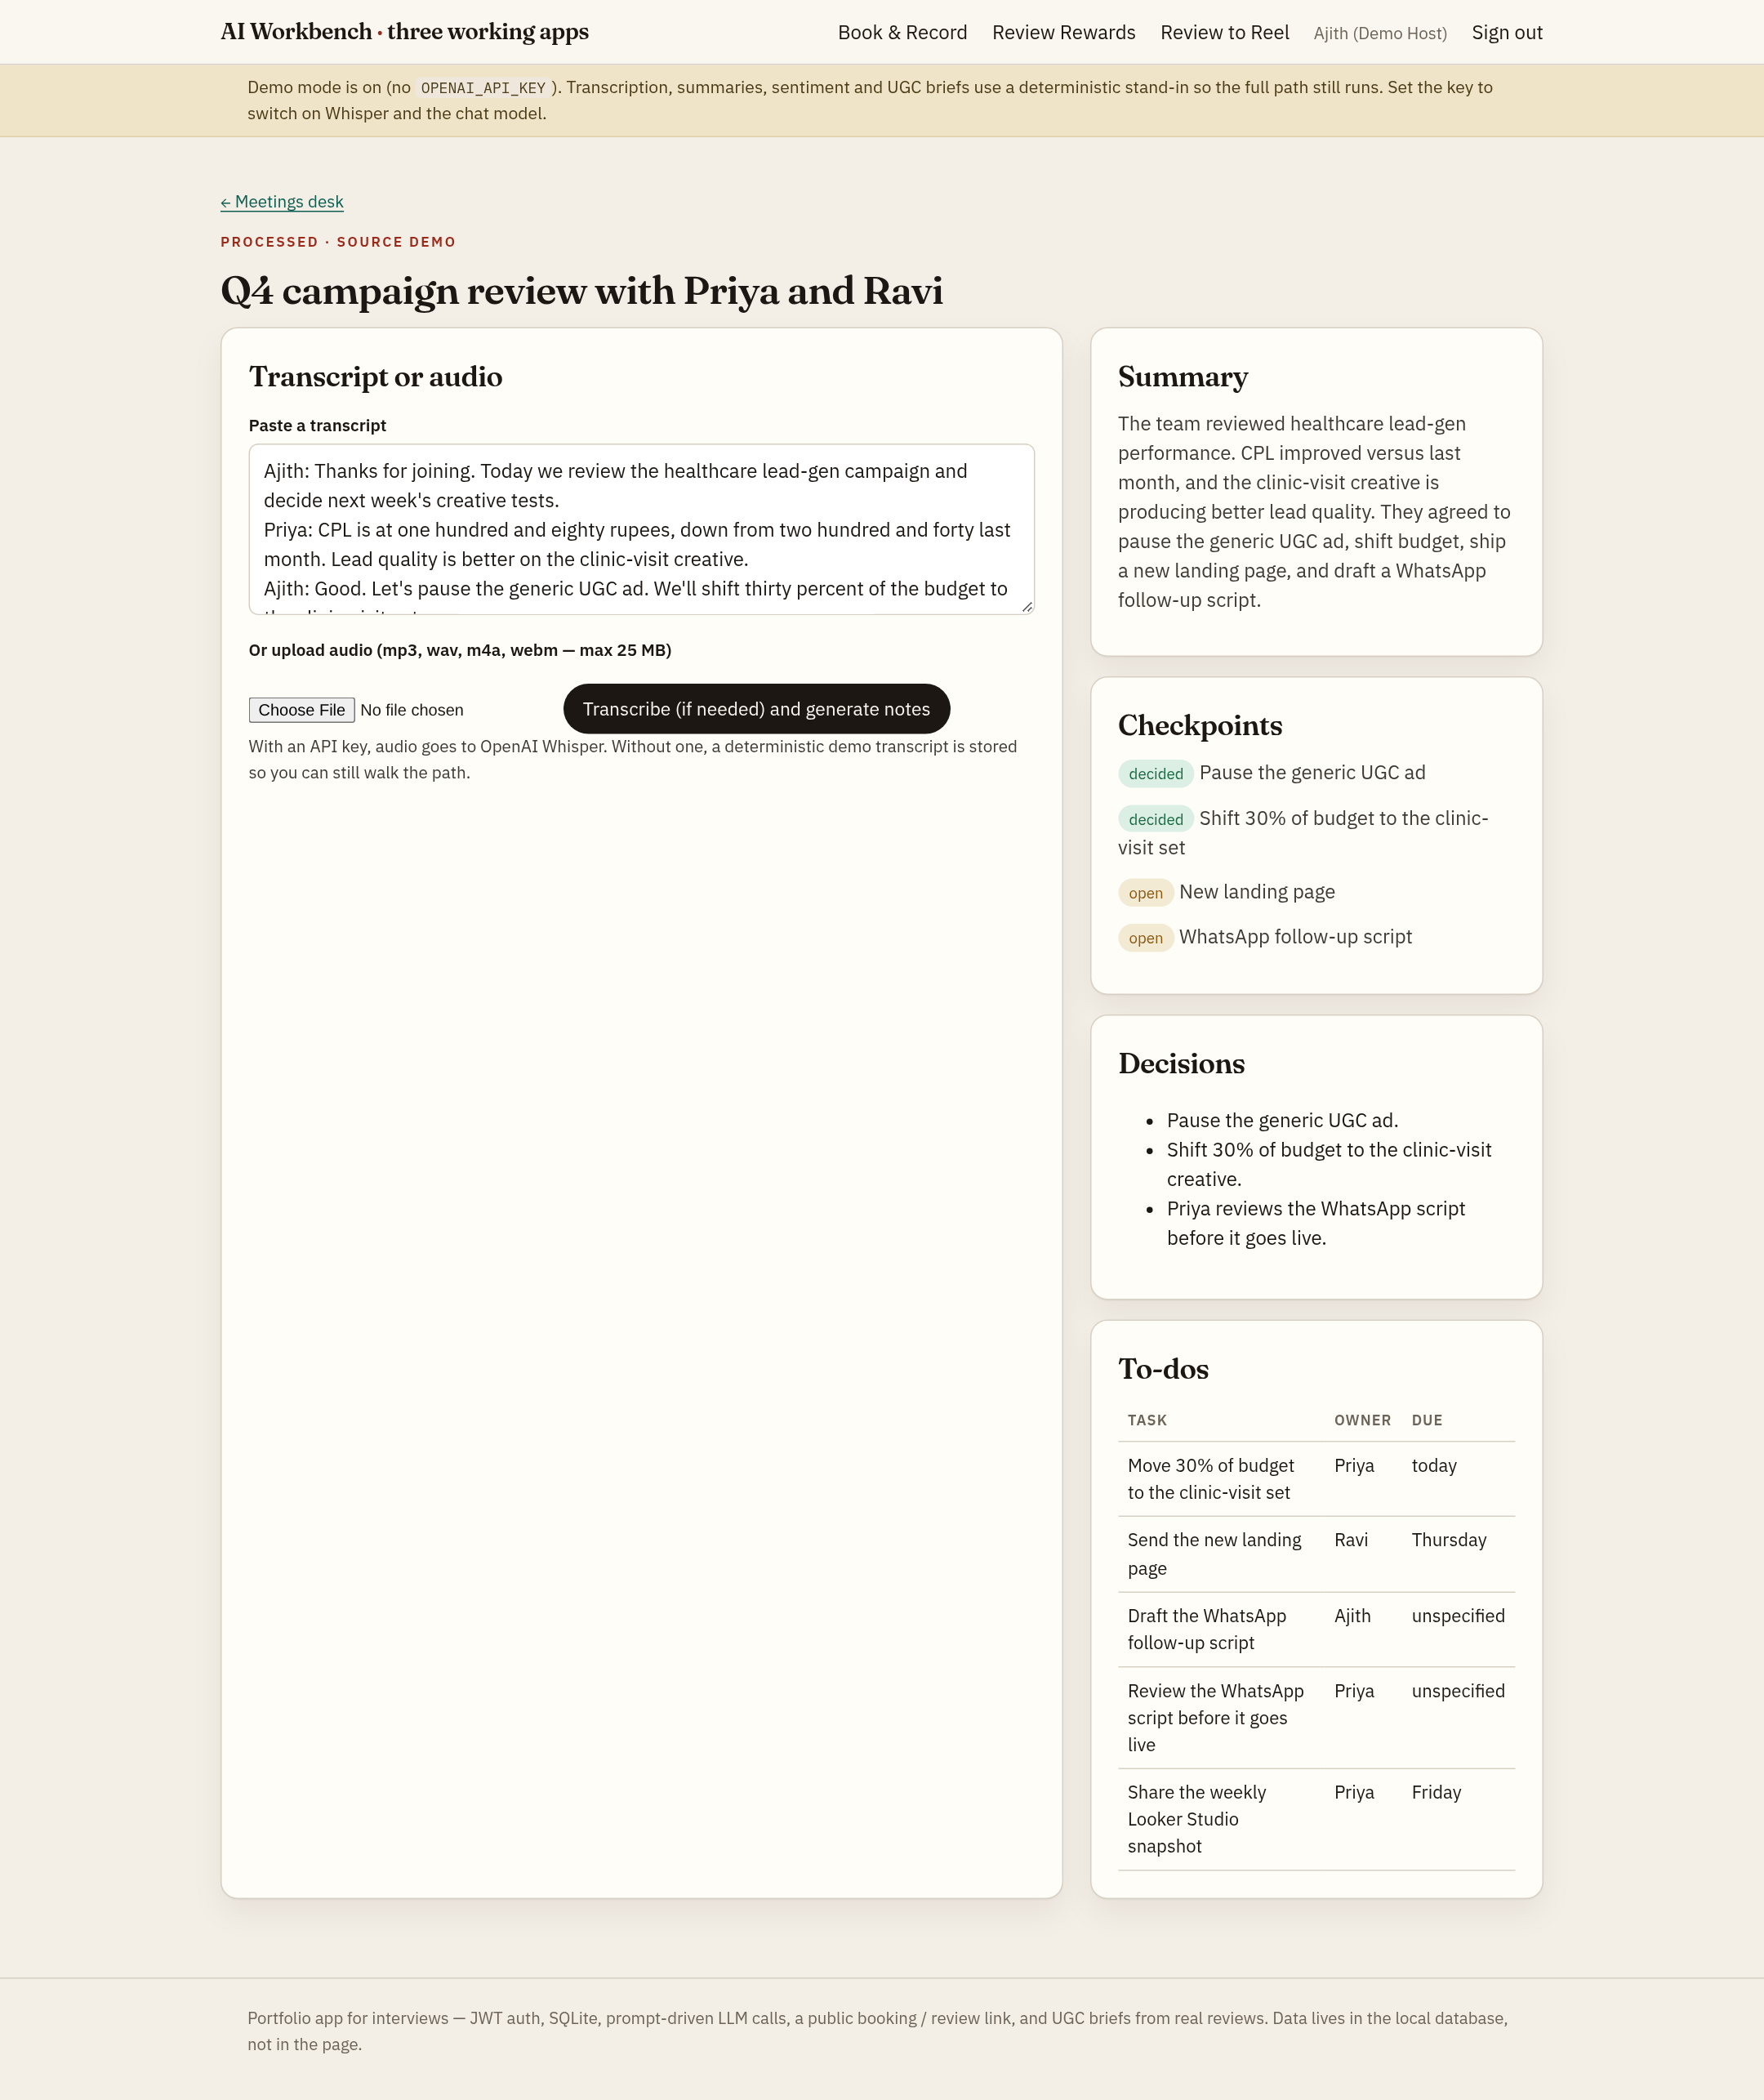 AI Workbench · three working apps
Book & Record
Review Rewards
Review to Reel
Ajith (Demo Host)
Sign out
Demo mode is on (no OPENAI_API_KEY). Transcription, summaries, sentiment and UGC briefs use a deterministic stand-in so the full path still runs. Set the key to
switch on Whisper and the chat model.
← Meetings desk
PROCESSED · SOURCE DEMO
Q4 campaign review with Priya and Ravi
Transcript or audio
Paste a transcript
Ajith: Thanks for joining. Today we review the healthcare lead-gen campaign and
decide next week's creative tests.
Priya: CPL is at one hundred and eighty rupees, down from two hundred and forty last
month. Lead quality is better on the clinic-visit creative.
Ajith: Good. Let's pause the generic UGC ad. We'll shift thirty percent of the budget to
Or upload audio (mp3, wav, m4a, webm — max 25 MB)
Choose File No file chosen
Transcribe (if needed) and generate notes
With an API key, audio goes to OpenAI Whisper. Without one, a deterministic demo transcript is stored
so you can still walk the path.
Summary
The team reviewed healthcare lead-gen
performance. CPL improved versus last
month, and the clinic-visit creative is
producing better lead quality. They agreed to
pause the generic UGC ad, shift budget, ship
a new landing page, and draft a WhatsApp
follow-up script.
Checkpoints
decided Pause the generic UGC ad
decided Shift 30% of budget to the clinic-
visit set
open New landing page
open WhatsApp follow-up script
Decisions
• Pause the generic UGC ad.
• Shift 30% of budget to the clinic-visit
creative.
• Priya reviews the WhatsApp script
before it goes live.
To-dos
TASK OWNER DUE
Move 30% of budget Priya today
to the clinic-visit set
Send the new landing Ravi Thursday
page
Draft the WhatsApp Ajith unspecified
follow-up script
Review the WhatsApp Priya unspecified
script before it goes
live
Share the weekly Priya Friday
Looker Studio
snapshot
Portfolio app for interviews — JWT auth, SQLite, prompt-driven LLM calls, a public booking / review link, and UGC briefs from real reviews. Data lives in the local database,
not in the page.